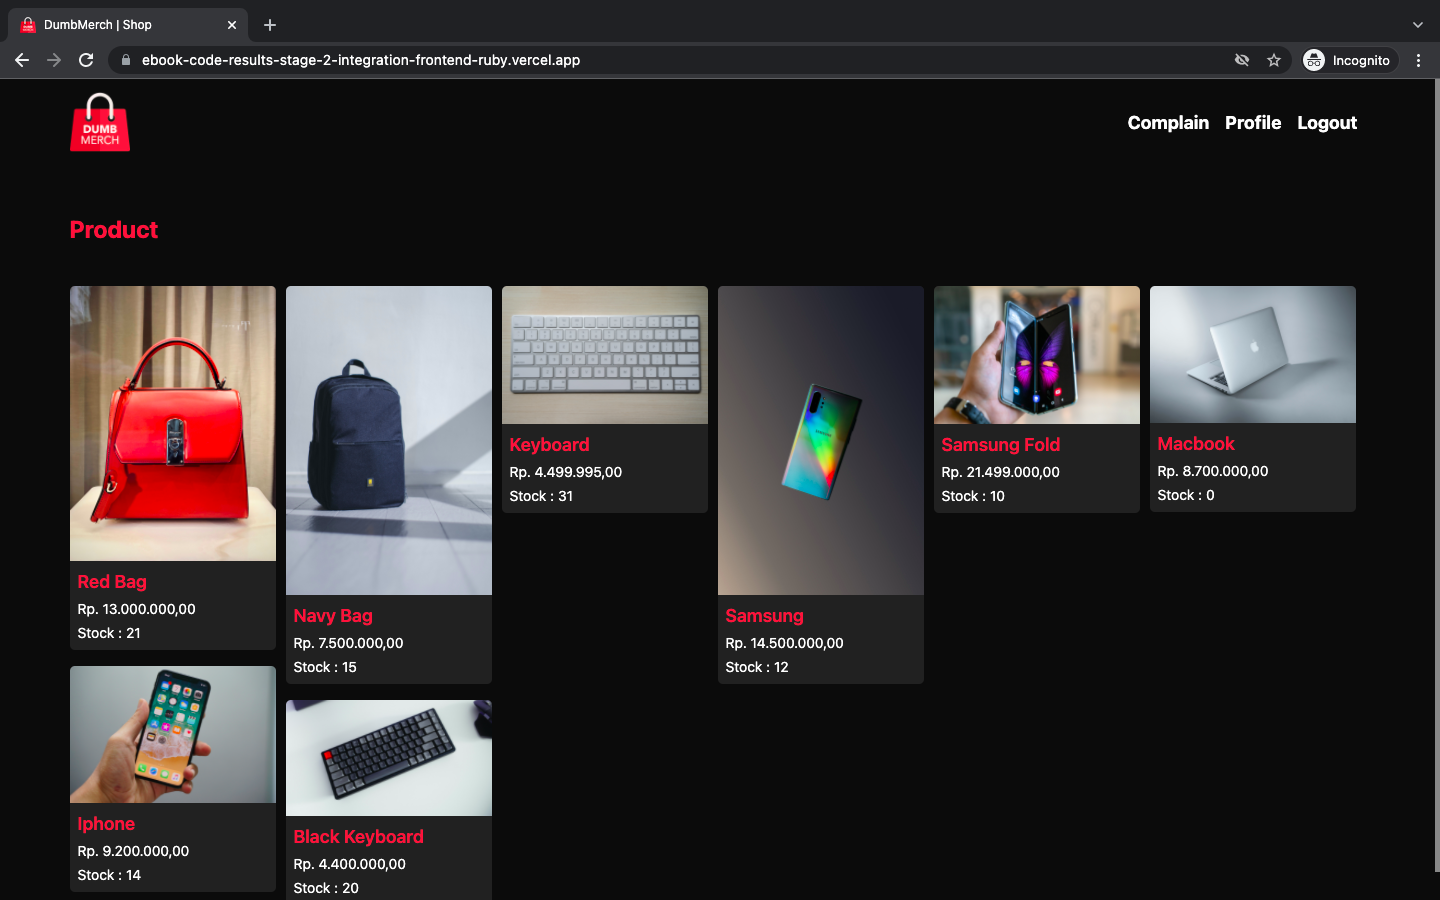 DumbMerch | Shop
ebook-code-results-stage-2-integration-frontend-ruby.vercel.app
Incognito
DUMB
MERCH
Complain Profile Logout
Product
Red Bag
Rp. 13.000.000,00
Stock : 21
Navy Bag
Rp. 7.500.000,00
Stock : 15
Keyboard
Rp. 4.499.995,00
Stock : 31
SAMSUNG
Samsung
Rp. 14.500.000,00
Stock : 12
Samsung Fold
Rp. 21.499.000,00
Stock : 10
Macbook
Rp. 8.700.000,00
Stock : 0
Iphone
Rp. 9.200.000,00
Stock : 14
Black Keyboard
Rp. 4.400.000,00
Stock : 20